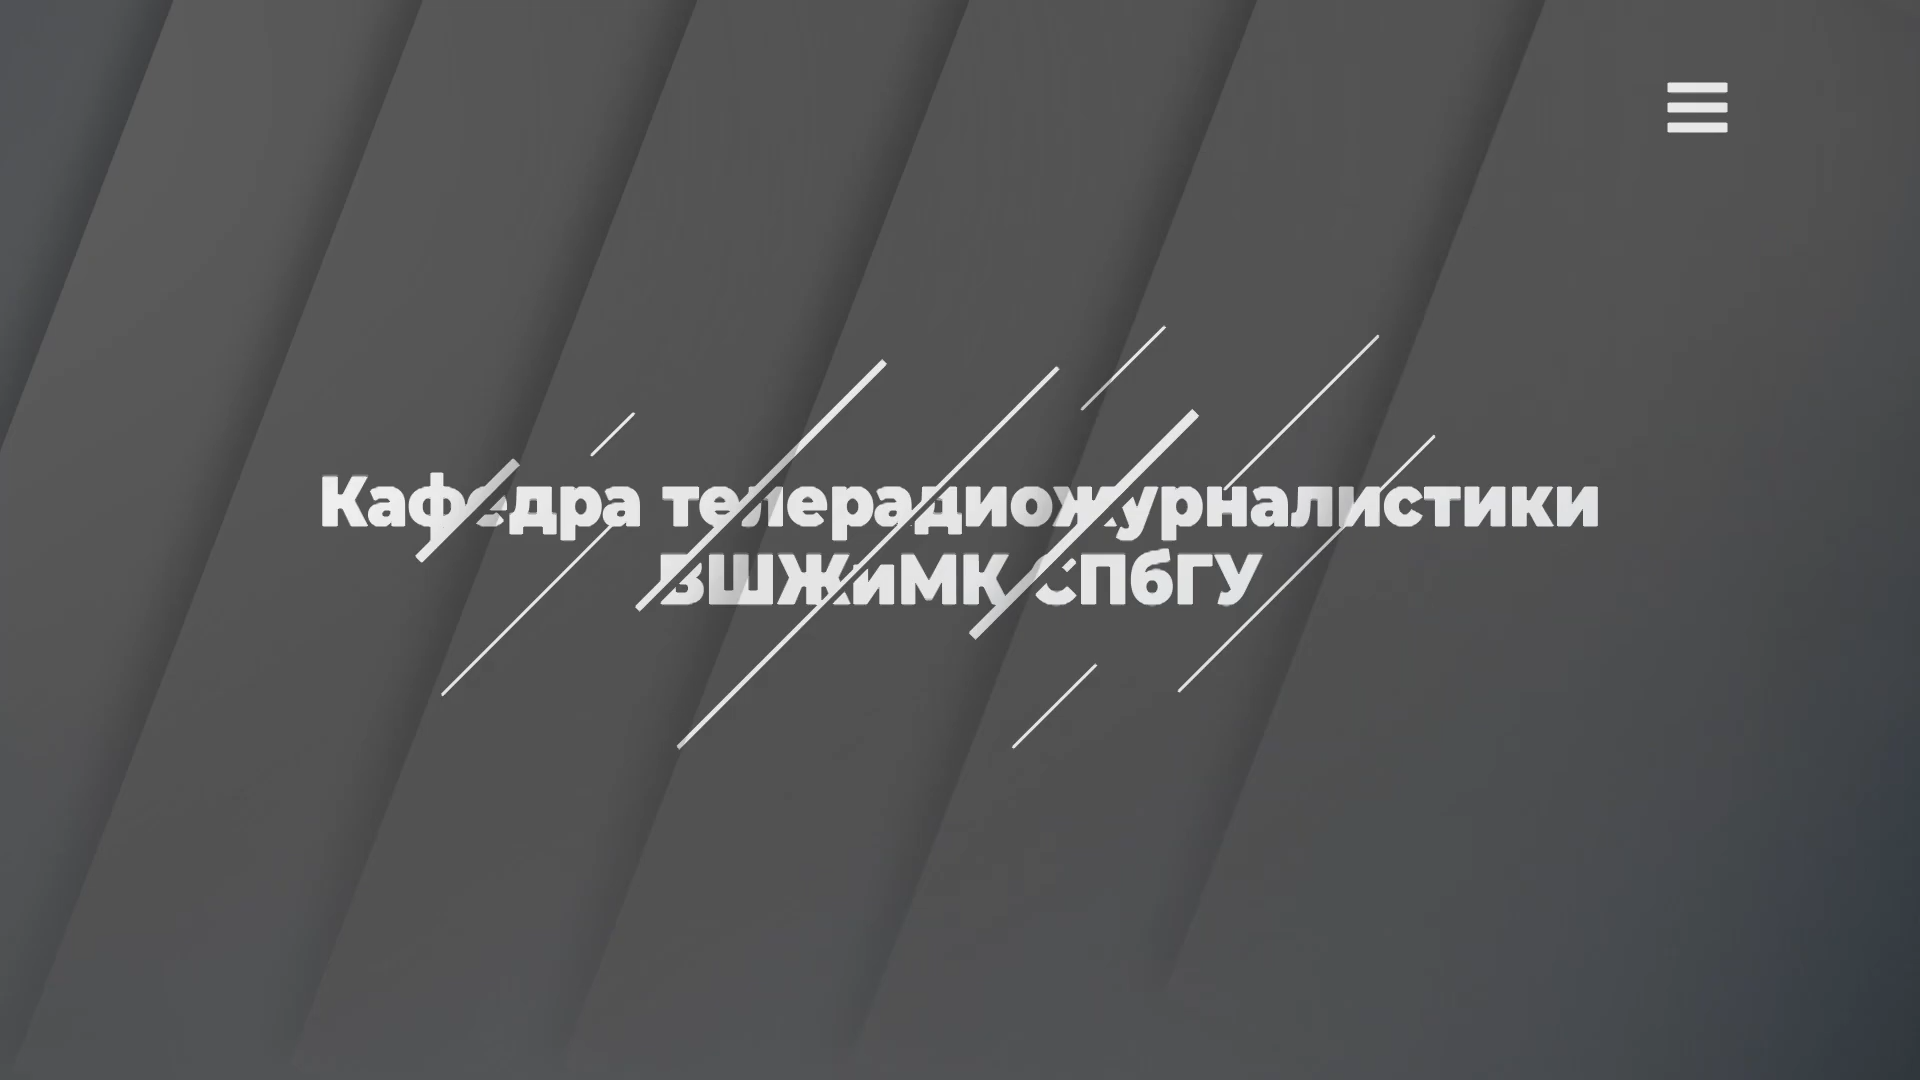 Кафедра телерадиожурналистики
ВШЖиМК СПбГУ